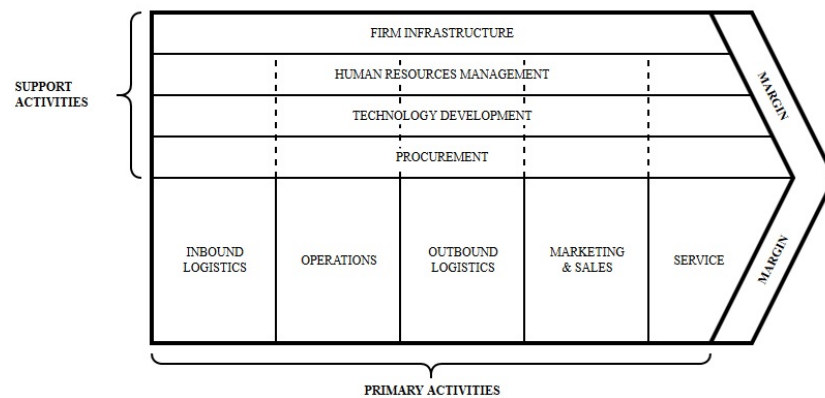 FIRM INFRASTRUCTURE
HUMAN RESOURCES MANAGEMENT
SUPPORT
ACTIVITIES
TECHNOLOGY DEVELOPMENT
PROCUREMENT
MARGIN
INBOUND
LOGISTICS
OPERATIONS
OUTBOUND
LOGISTICS
MARKETING
& SALES
SERVICE
MARGIN
PRIMARY ACTIVITIES